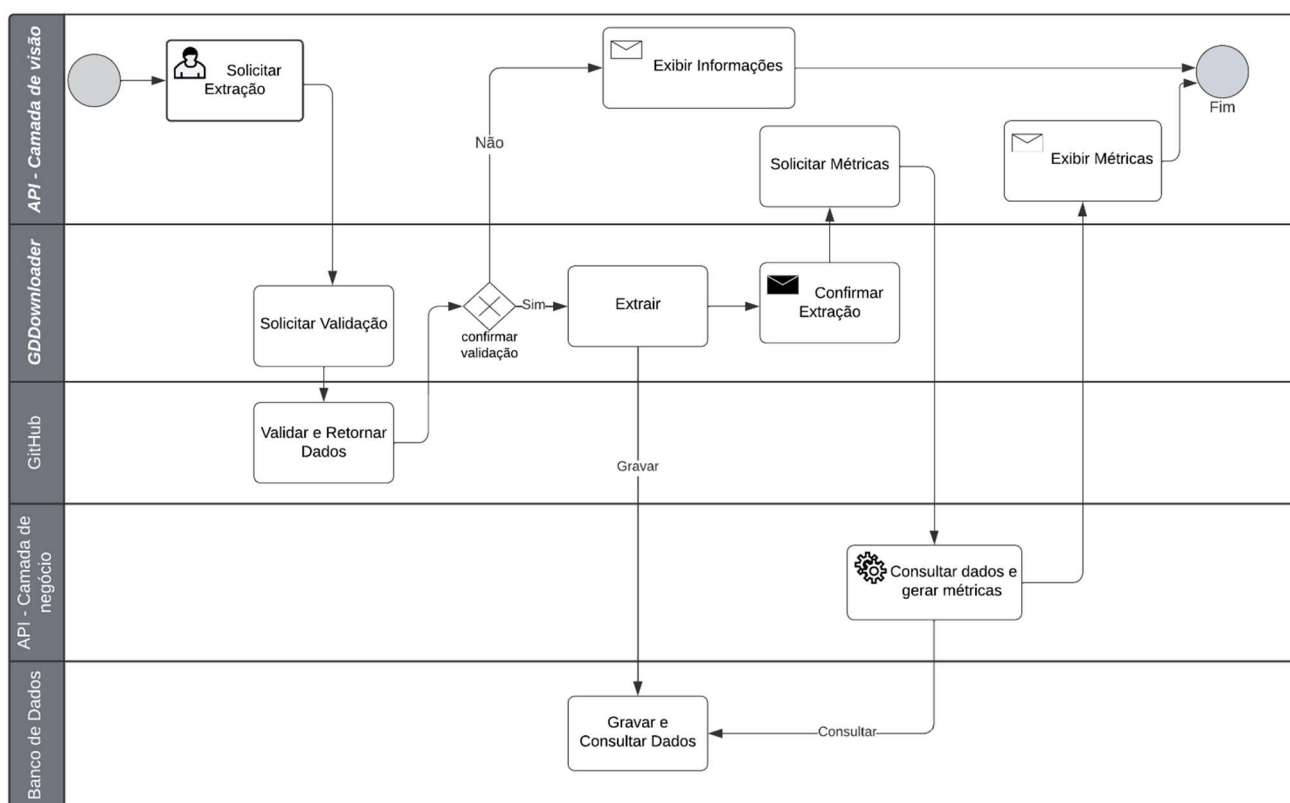 API - Camada de visão
Solicitar
Extração
Exibir Informações
Fim
Não
Solicitar Métricas
Exibir Métricas
GDDownloader
Solicitar Validação
Sim
confirmar
validação
Extrair
Confirmar
Extração
GitHub
Validar e Retornar
Dados
Gravar
API - Camada de
negócio
Consultar dados e
gerar métricas
Banco de Dados
Gravar e
Consultar Dados
Consultar